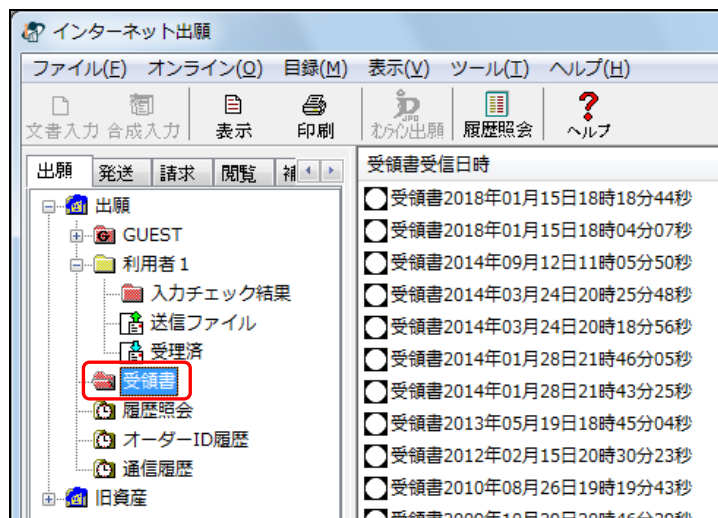 インターネット出願
ファイル(F) オンライン(O) 目録(M) 表示(V) ツール(T) ヘルプ(H)
文書入力 合成入力 表示 印刷 オンライン出願 履歴照会 ヘルプ
出願 発送 請求 閲覧
受領書受信日時
出願
GUEST
利用者1
入力チェック結果
送信ファイル
受理済
受領書
履歴照会
オーダーID履歴
通信履歴
旧資産
受領書2018年01月15日18時18分44秒
受領書2018年01月15日18時04分07秒
受領書2014年09月12日11時05分50秒
受領書2014年03月24日20時25分48秒
受領書2014年03月24日20時18分56秒
受領書2014年01月28日21時46分05秒
受領書2014年01月28日21時43分25秒
受領書2013年05月19日18時45分04秒
受領書2012年02月15日20時30分23秒
受領書2010年08月26日19時19分43秒